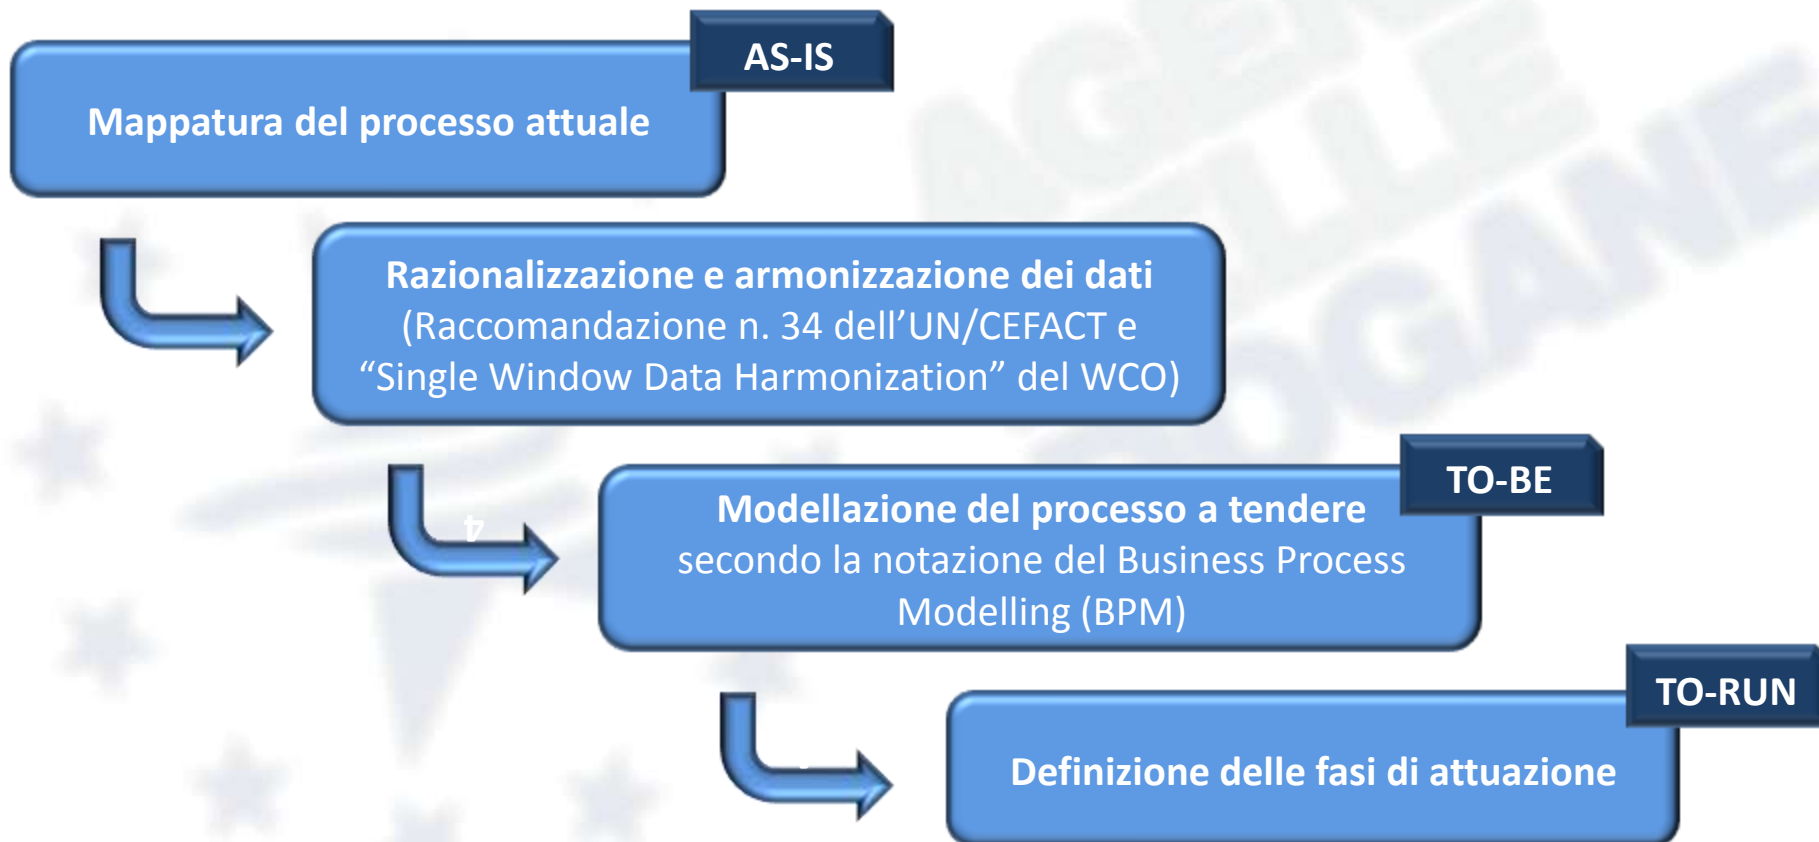 AS-IS
Mappatura del processo attuale
Razionalizzazione e armonizzazione dei dati
(Raccomandazione n. 34 dell’UN/CEFACT e
“Single Window Data Harmonization” del WCO)
TO-BE
Modellazione del processo a tendere
secondo la notazione del Business Process
Modelling (BPM)
TO-RUN
Definizione delle fasi di attuazione
DOGANE